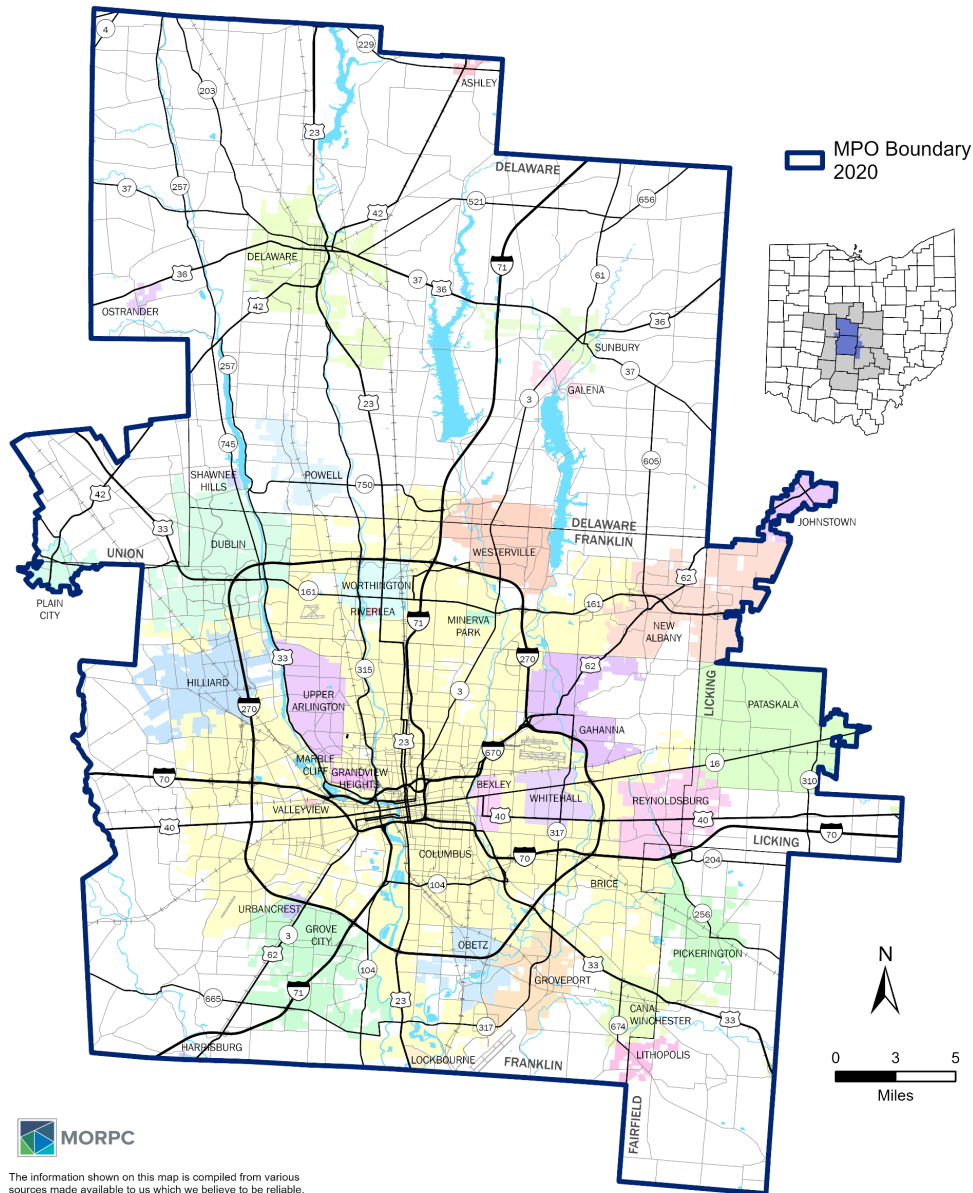 4
229
ASHLEY
203
23
MPO Boundary
2020
DELAWARE
37
257
521
656
42
DELAWARE
71
61
36
37
36
OSTRANDER
42
36
SUNBURY
257
37
GALENA
23
3
745
605
SHAWNEE
HILLS
POWELL
750
42
33
JOHNSTOWN
DELAWARE
FRANKLIN
DUBLIN
UNION
WESTERVILLE
62
PLAIN
CITY
WORTHINGTON
161
161
RIVERLEA
71
MINERVA
PARK
NEW
ALBANY
33
270
62
315
HILLIARD
UPPER
ARLINGTON
3
LICKING
PATASKALA
270
GAHANNA
23
670
MARBLE
CLIFF
GRANDVIEW
HEIGHTS
16
70
BEXLEY
WHITEHALL
REYNOLDSBURG
310
VALLEYVIEW
40
40
40
317
70
LICKING
COLUMBUS
70
204
104
BRICE
URBANCREST
256
GROVE
CITY
3
62
OBETZ
PICKERINGTON
104
33
GROVEPORT
71
665
23
CANAL
WINCHESTER
33
317
674
HARRISBURG
LOCKBOURNE
FRANKLIN
LITHOPOLIS
FAIRFIELD
N
0 3 5
Miles
MORPC
The information shown on this map is compiled from various
sources made available to us which we believe to be reliable.